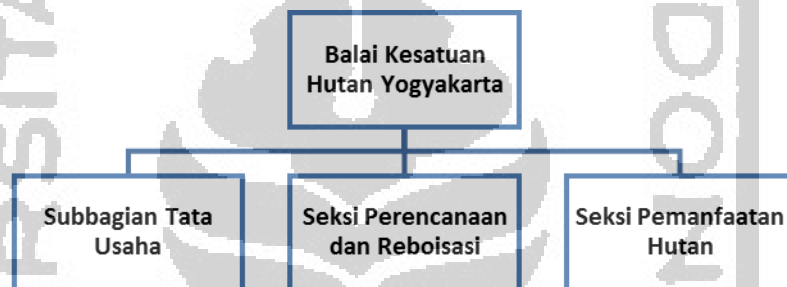 Balai Kesatuan
Hutan Yogyakarta
Subbagian Tata
Usaha
Seksi Perencanaan
dan Reboisasi
Seksi Pemanfaatan
Hutan